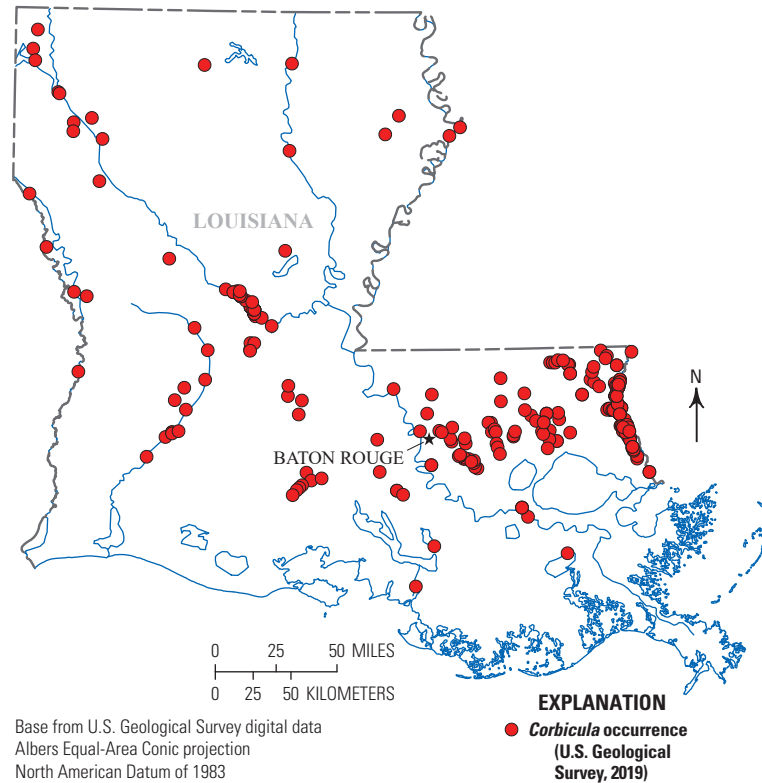 LOUISIANA
N
BATON ROUGE
0 25 50 MILES
0 25 50 KILOMETERS
EXPLANATION
Corbicula occurrence
(U.S. Geological
Survey, 2019)
Base from U.S. Geological Survey digital data
Albers Equal-Area Conic projection
North American Datum of 1983